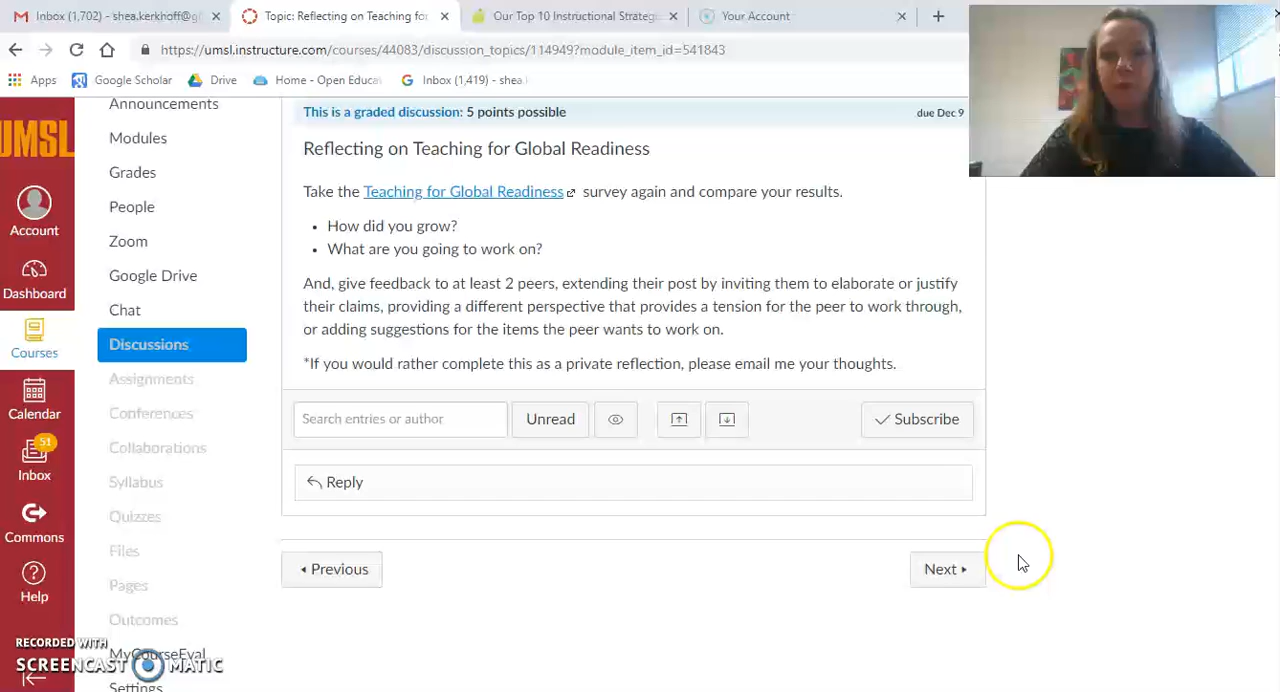 Inbox (1,702) - shea.kerkhoff@g
Topic: Reflecting on Teaching for
Our Top 10 Instructional Strateg
Your Account
https://umsl.instructure.com/courses/44083/discussion_topics/114949?module_item_id=541843
Apps
Google Scholar
Drive
Home - Open Educat
Inbox (1,419) - shea.k
UMSL
Account
Dashboard
Courses
Calendar
51
Inbox
Commons
Help
Announcements
Modules
Grades
People
Zoom
Google Drive
Chat
Discussions
Assignments
Conferences
Collaborations
Syllabus
Quizzes
Files
Pages
Outcomes
MyCourseEval
Settings
This is a graded discussion: 5 points possible
due Dec 9
Reflecting on Teaching for Global Readiness
Take the Teaching for Global Readiness survey again and compare your results.
• How did you grow?
• What are you going to work on?
And, give feedback to at least 2 peers, extending their post by inviting them to elaborate or justify
their claims, providing a different perspective that provides a tension for the peer to work through,
or adding suggestions for the items the peer wants to work on.
*If you would rather complete this as a private reflection, please email me your thoughts.
Search entries or author
Unread
Subscribe
Reply
Previous
Next
RECORDED WITH
SCREENCAST MATIC